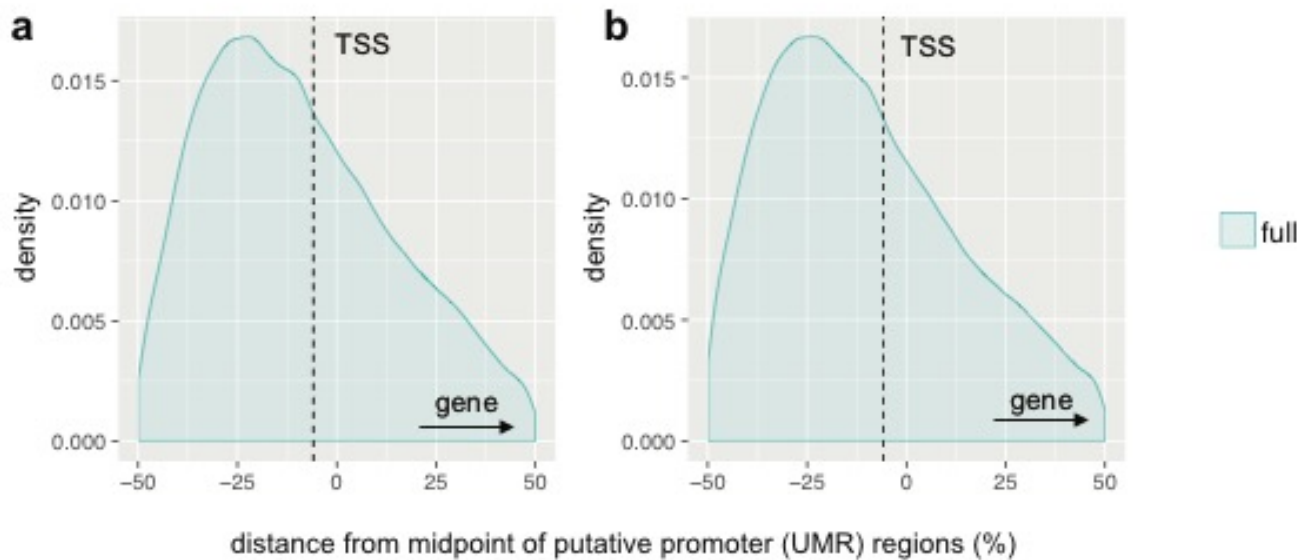 a
TSS
0.015
0.010
0.005
0.000
density
gene
−50 −25 0 25 50
b
TSS
0.015
0.010
0.005
0.000
density
gene
−50 −25 0 25 50
full
distance from midpoint of putative promoter (UMR) regions (%)